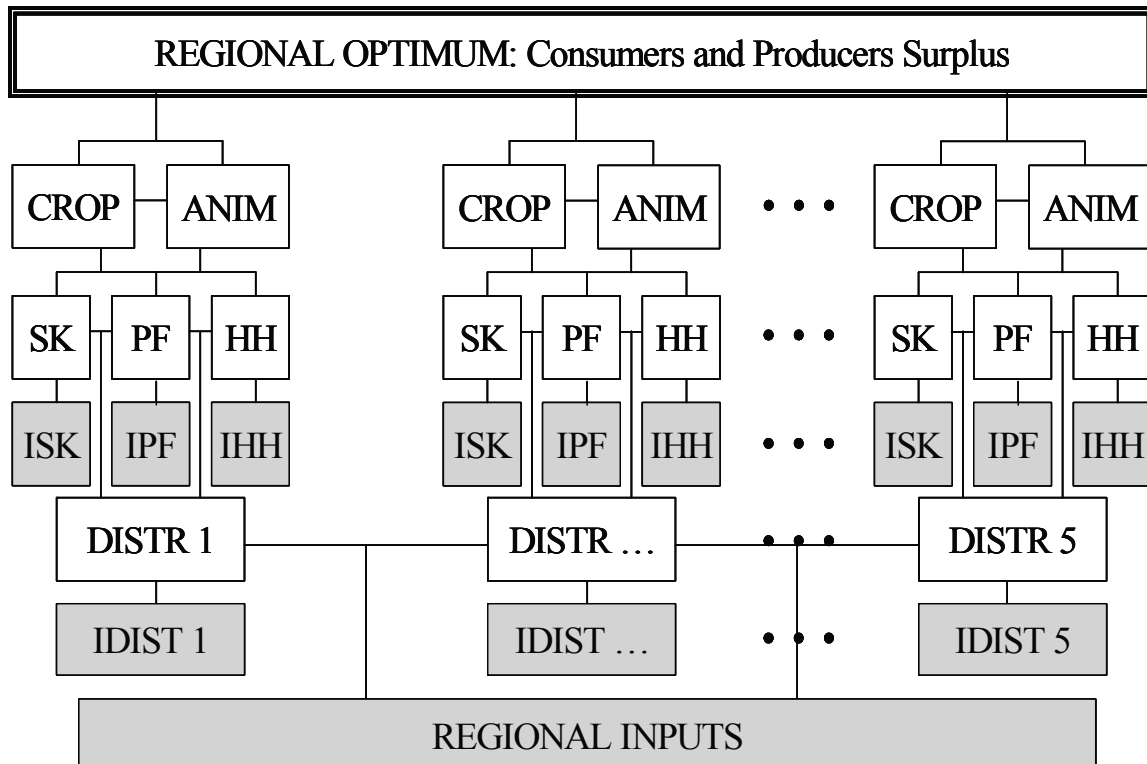 REGIONAL OPTIMUM: Consumers and Producers Surplus
CROP ANIM CROP ANIM • • • CROP ANIM
SK PF HH SK PF HH • • • SK PF HH
ISK IPF IHH ISK IPF IHH • • • ISK IPF IHH
DISTR 1 DISTR … • • • DISTR 5
IDIST 1 IDIST … • • • IDIST 5
REGIONAL INPUTS